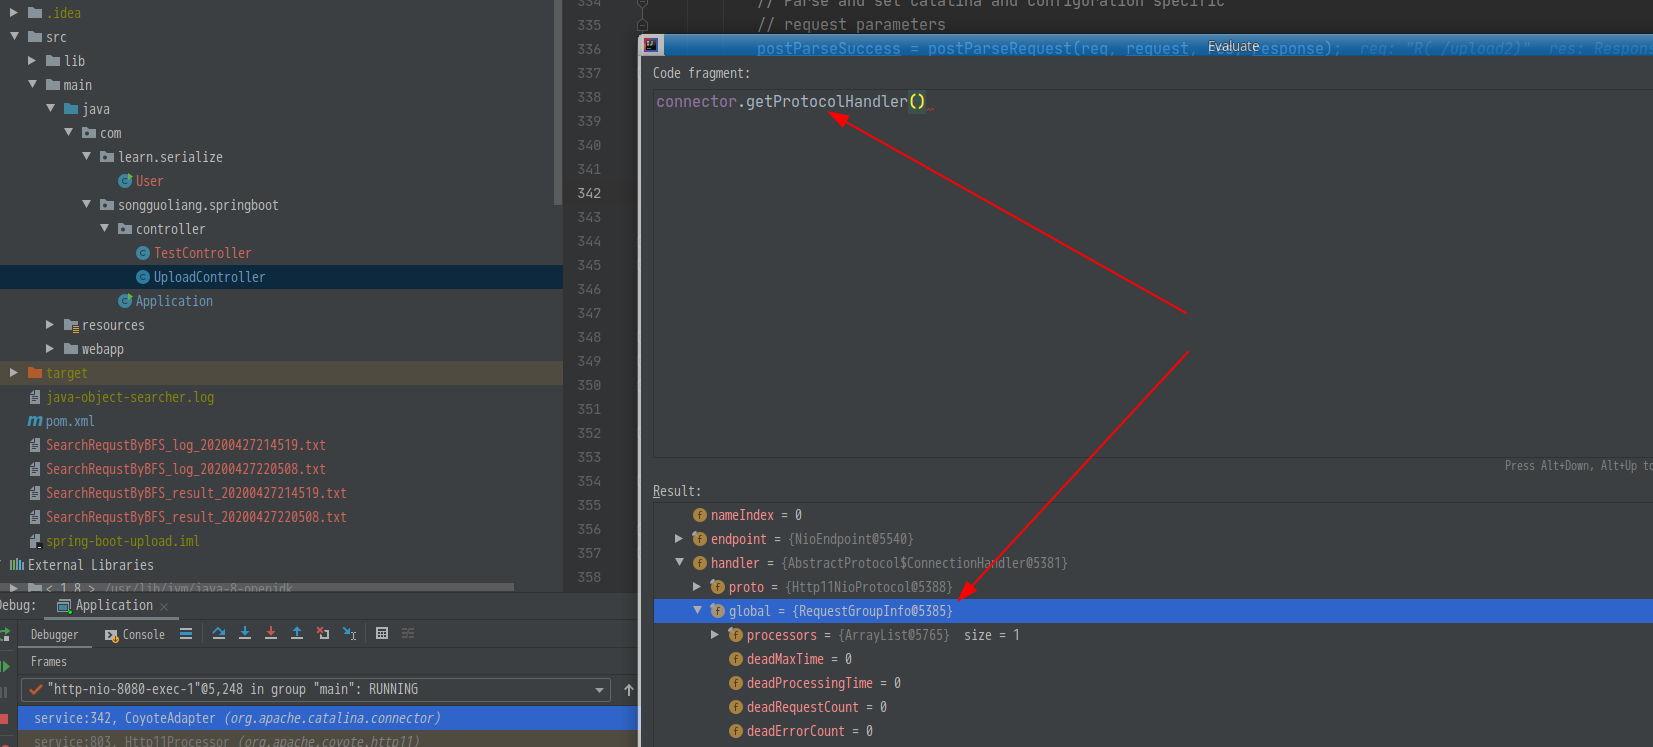 .idea
src
lib
main
java
com
learn.serialize
User
songguoliang.springboot
controller
TestController
UploadController
Application
resources
webapp
target
java-object-searcher.log
pom.xml
SearchRequstByBFS_log_20200427214519.txt
SearchRequstByBFS_log_20200427220508.txt
SearchRequstByBFS_result_20200427214519.txt
SearchRequstByBFS_result_20200427220508.txt
spring-boot-upload.iml
External Libraries
< 1.8 > /usr/lib/jvm/java-8-openjdk
334 // Parse and set Catalina and configuration specific
335 // request parameters
336 postParseSuccess = postParseRequest(req, request, res, response); req: "R( /upload2)" res: Respons
337
338
339
340
341
342
343
344
345
346
347
348
349
350
351
352
353
354
355
356
357
358
Evaluate
Code fragment:
connector.getProtocolHandler()
Press Alt+Down, Alt+Up to
Result:
nameIndex = 0
endpoint = {NioEndpoint@5540}
handler = {AbstractProtocol$ConnectionHandler@5381}
proto = {Http11NioProtocol@5388}
global = {RequestGroupInfo@5385}
processors = {ArrayList@5765} size = 1
deadMaxTime = 0
deadProcessingTime = 0
deadRequestCount = 0
deadErrorCount = 0
ebug: Application
Debugger Console
Frames
"http-nio-8080-exec-1"@5,248 in group "main": RUNNING
service:342, CoyoteAdapter (org.apache.catalina.connector)
service:803, Http11Processor (org.apache.coyote.http11)